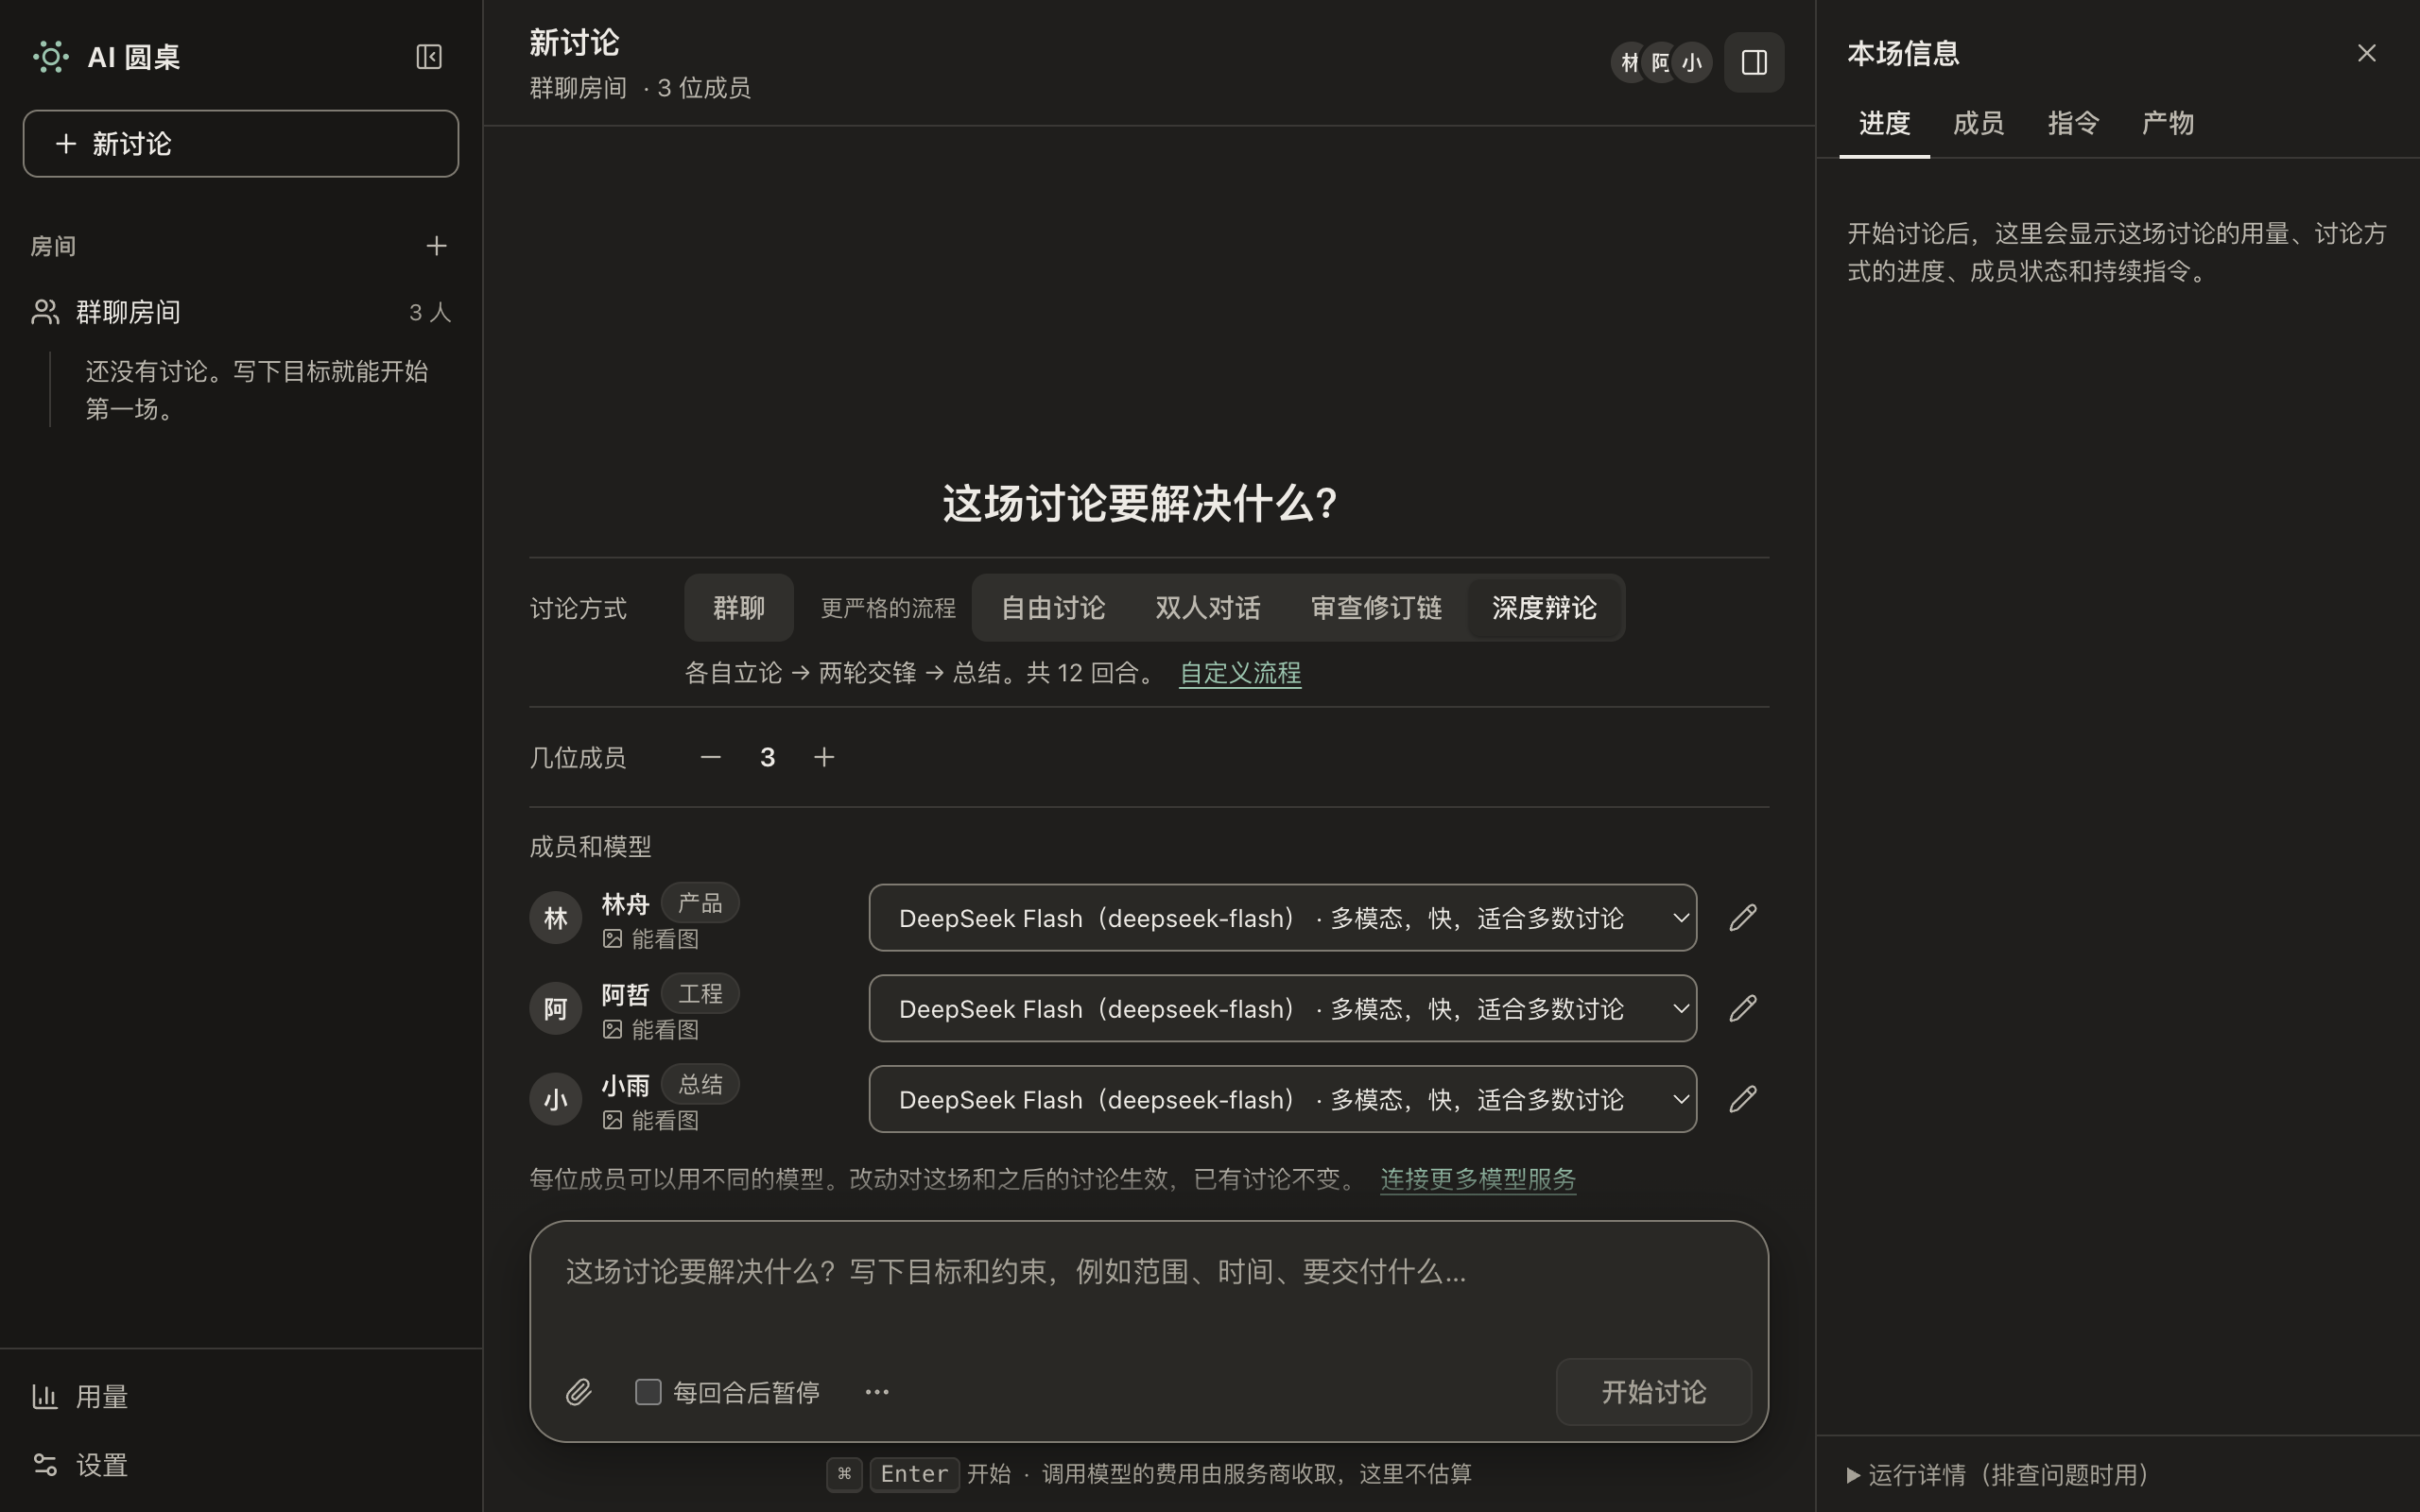 AI 圆桌
新讨论
房间
群聊房间
3 人
还没有讨论。写下目标就能开始
第一场。
用量
设置
新讨论
群聊房间 · 3 位成员
林 阿 小
这场讨论要解决什么?
讨论方式
群聊
更严格的流程
自由讨论
双人对话
审查修订链
深度辩论
各自立论 → 两轮交锋 → 总结。共 12 回合。 自定义流程
几位成员
3
成员和模型
林
林舟 产品
能看图
DeepSeek Flash（deepseek-flash） · 多模态，快，适合多数讨论
阿
阿哲 工程
能看图
DeepSeek Flash（deepseek-flash） · 多模态，快，适合多数讨论
小
小雨 总结
能看图
DeepSeek Flash（deepseek-flash） · 多模态，快，适合多数讨论
每位成员可以用不同的模型。改动对这场和之后的讨论生效，已有讨论不变。 连接更多模型服务
这场讨论要解决什么？写下目标和约束，例如范围、时间、要交付什么…
每回合后暂停
开始讨论
⌘ Enter 开始 · 调用模型的费用由服务商收取，这里不估算
本场信息
进度
成员
指令
产物
开始讨论后，这里会显示这场讨论的用量、讨论方
式的进度、成员状态和持续指令。
运行详情（排查问题时用）